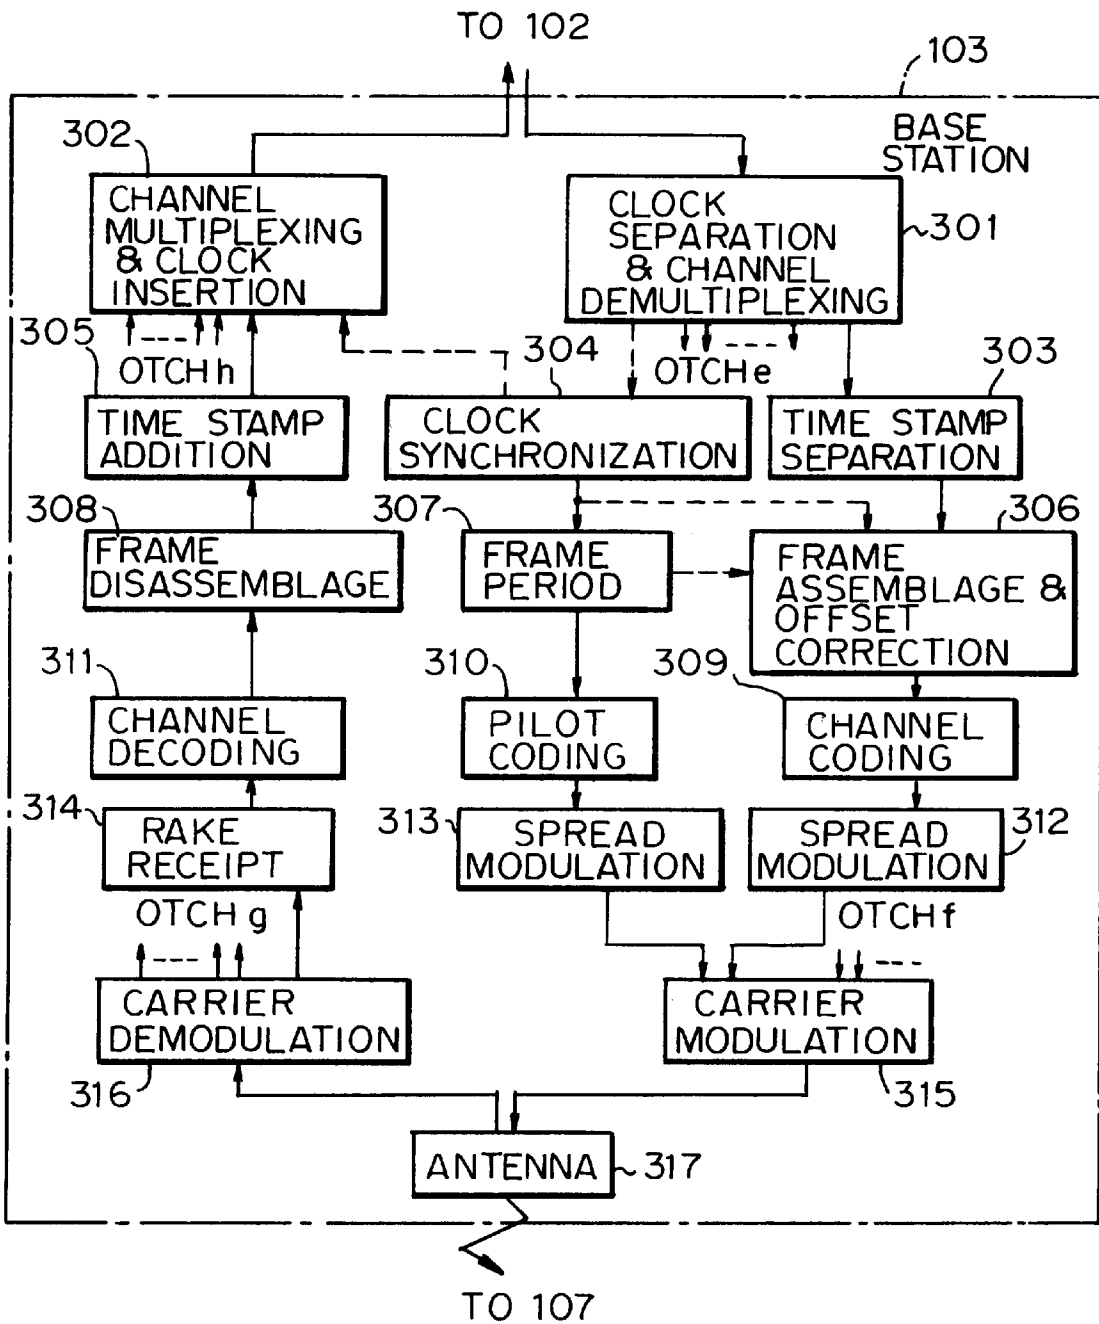 TO 102
103
BASE
STATION
302
CHANNEL
MULTIPLEXING
& CLOCK
INSERTION
CLOCK
SEPARATION
& CHANNEL
DEMULTIPLEXING
301
305
OTCH h
304
OTCH e
303
TIME STAMP
ADDITION
CLOCK
SYNCHRONIZATION
TIME STAMP
SEPARATION
308
307
306
FRAME
DISASSEMBLAGE
FRAME
PERIOD
FRAME
ASSEMBLAGE &
OFFSET
CORRECTION
311
310
309
CHANNEL
DECODING
PILOT
CODING
CHANNEL
CODING
314
RAKE
RECEIPT
313
SPREAD
MODULATION
SPREAD
MODULATION
312
OTCH g
OTCH f
CARRIER
DEMODULATION
CARRIER
MODULATION
316
315
ANTENNA
317
TO 107